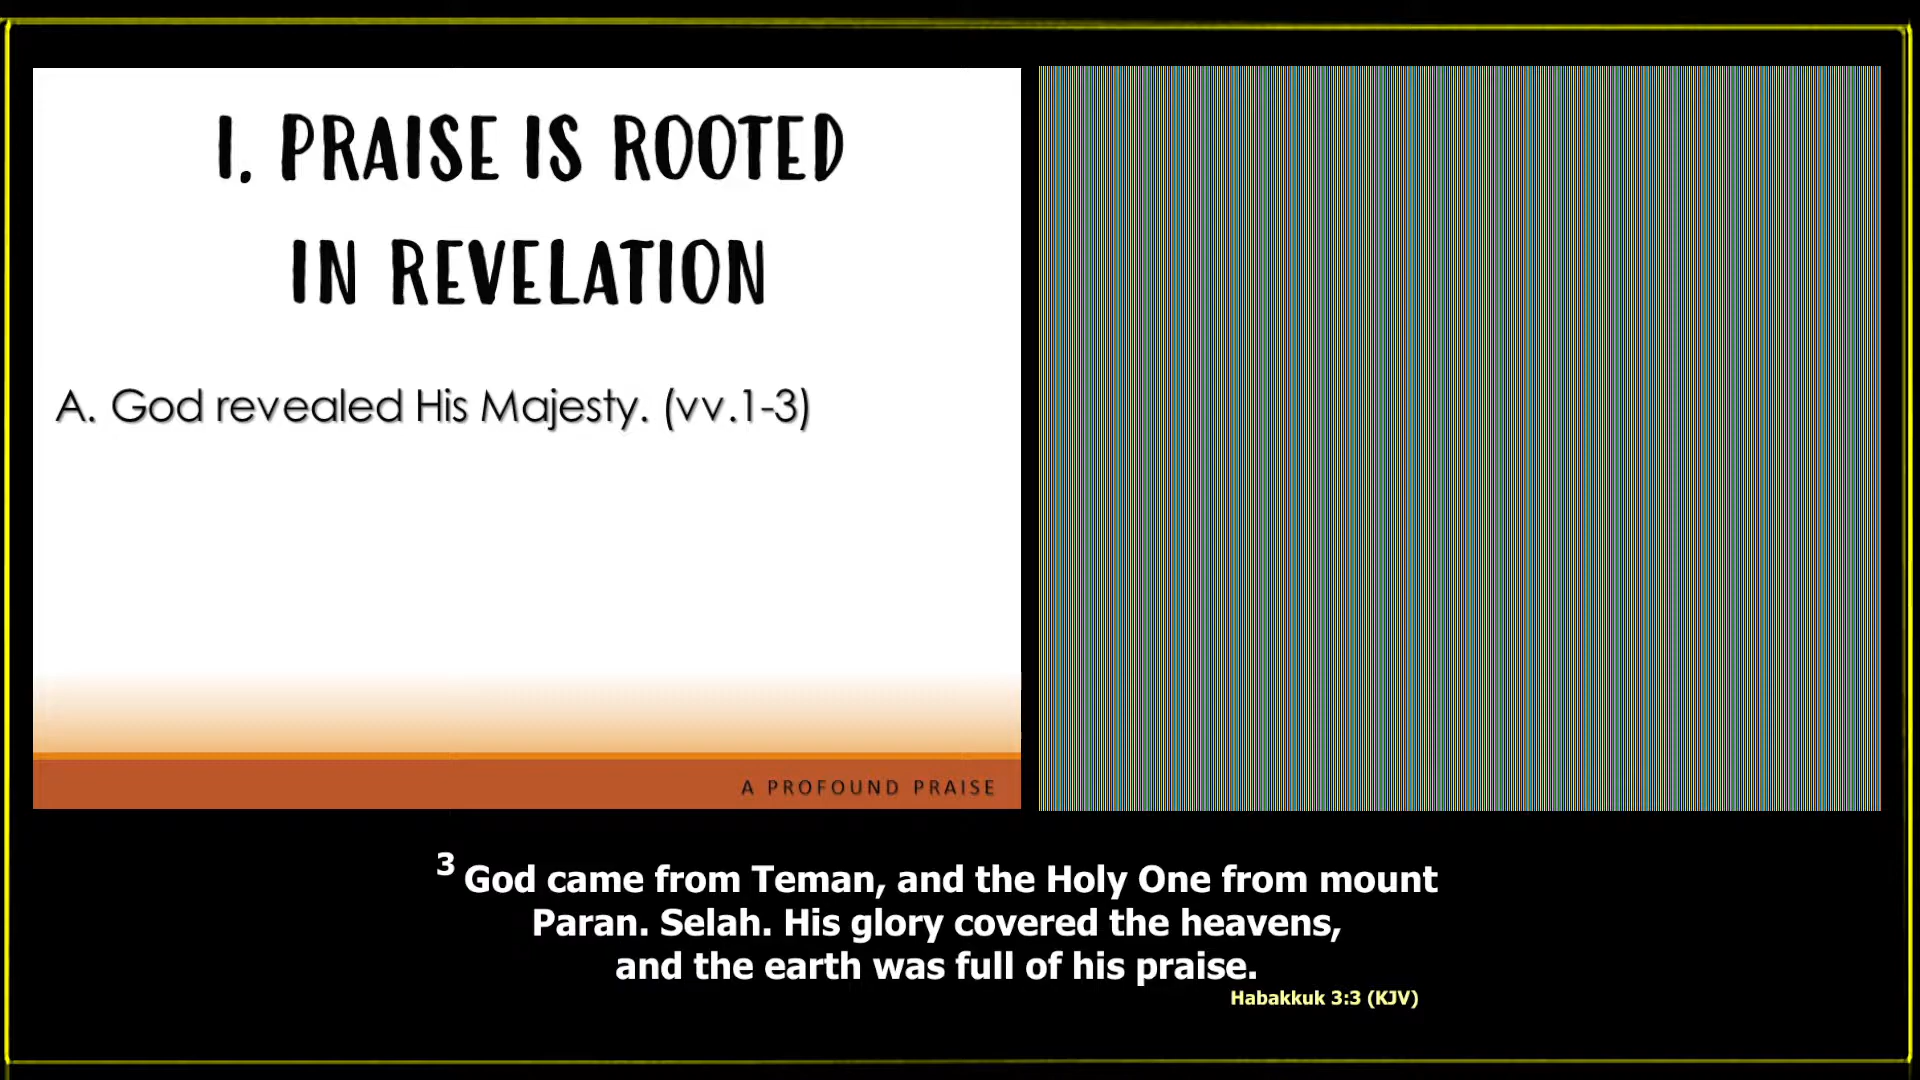 I. PRAISE IS ROOTED
IN REVELATION
A. God revealed His Majesty. (vv.1-3)
A PROFOUND PRAISE
3 God came from Teman, and the Holy One from mount
Paran. Selah. His glory covered the heavens,
and the earth was full of his praise.
Habakkuk 3:3 (KJV)